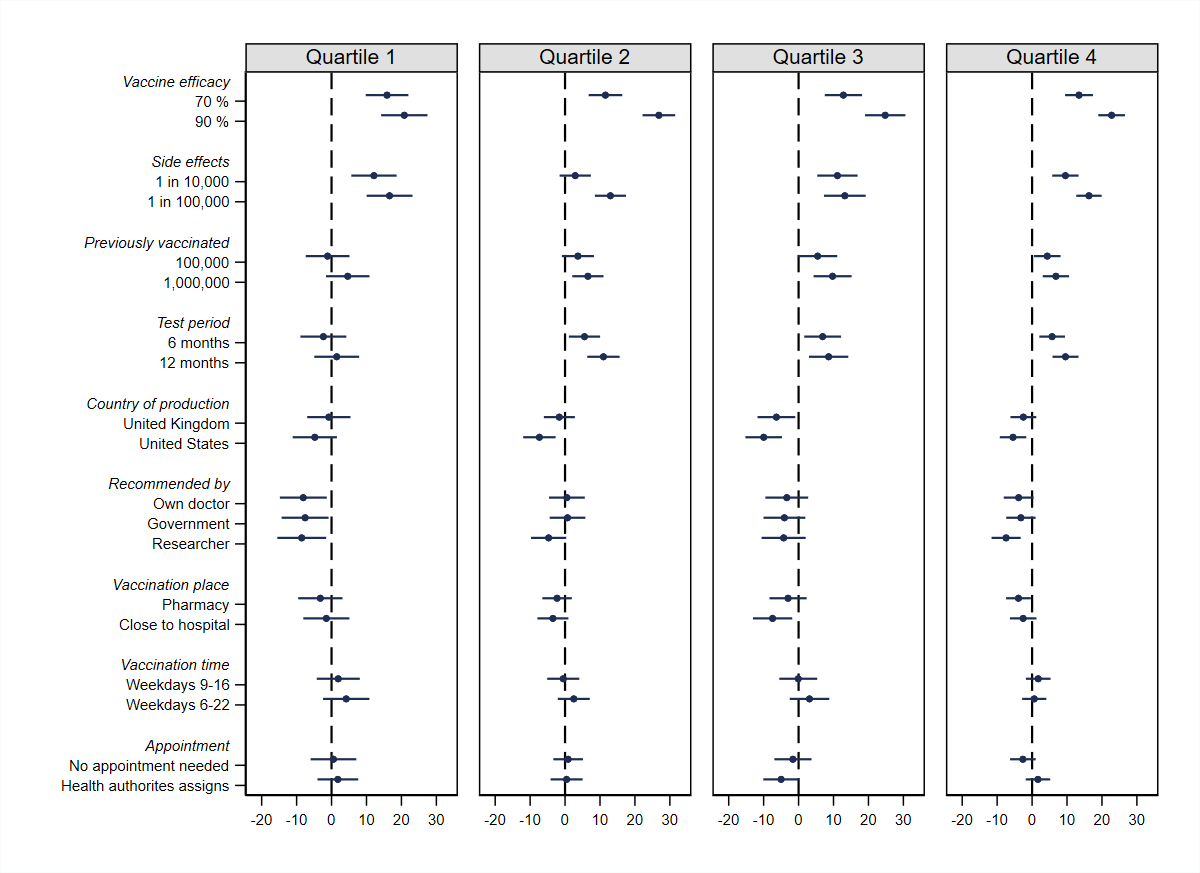 Quartile 1 Quartile 2 Quartile 3 Quartile 4
Vaccine efficacy
70 %
90 %
Side effects
1 in 10,000
1 in 100,000
Previously vaccinated
100,000
1,000,000
Test period
6 months
12 months
Country of production
United Kingdom
United States
Recommended by
Own doctor
Government
Researcher
Vaccination place
Pharmacy
Close to hospital
Vaccination time
Weekdays 9-16
Weekdays 6-22
Appointment
No appointment needed
Health authorites assigns
-20 -10 0 10 20 30 -20 -10 0 10 20 30 -20 -10 0 10 20 30 -20 -10 0 10 20 30